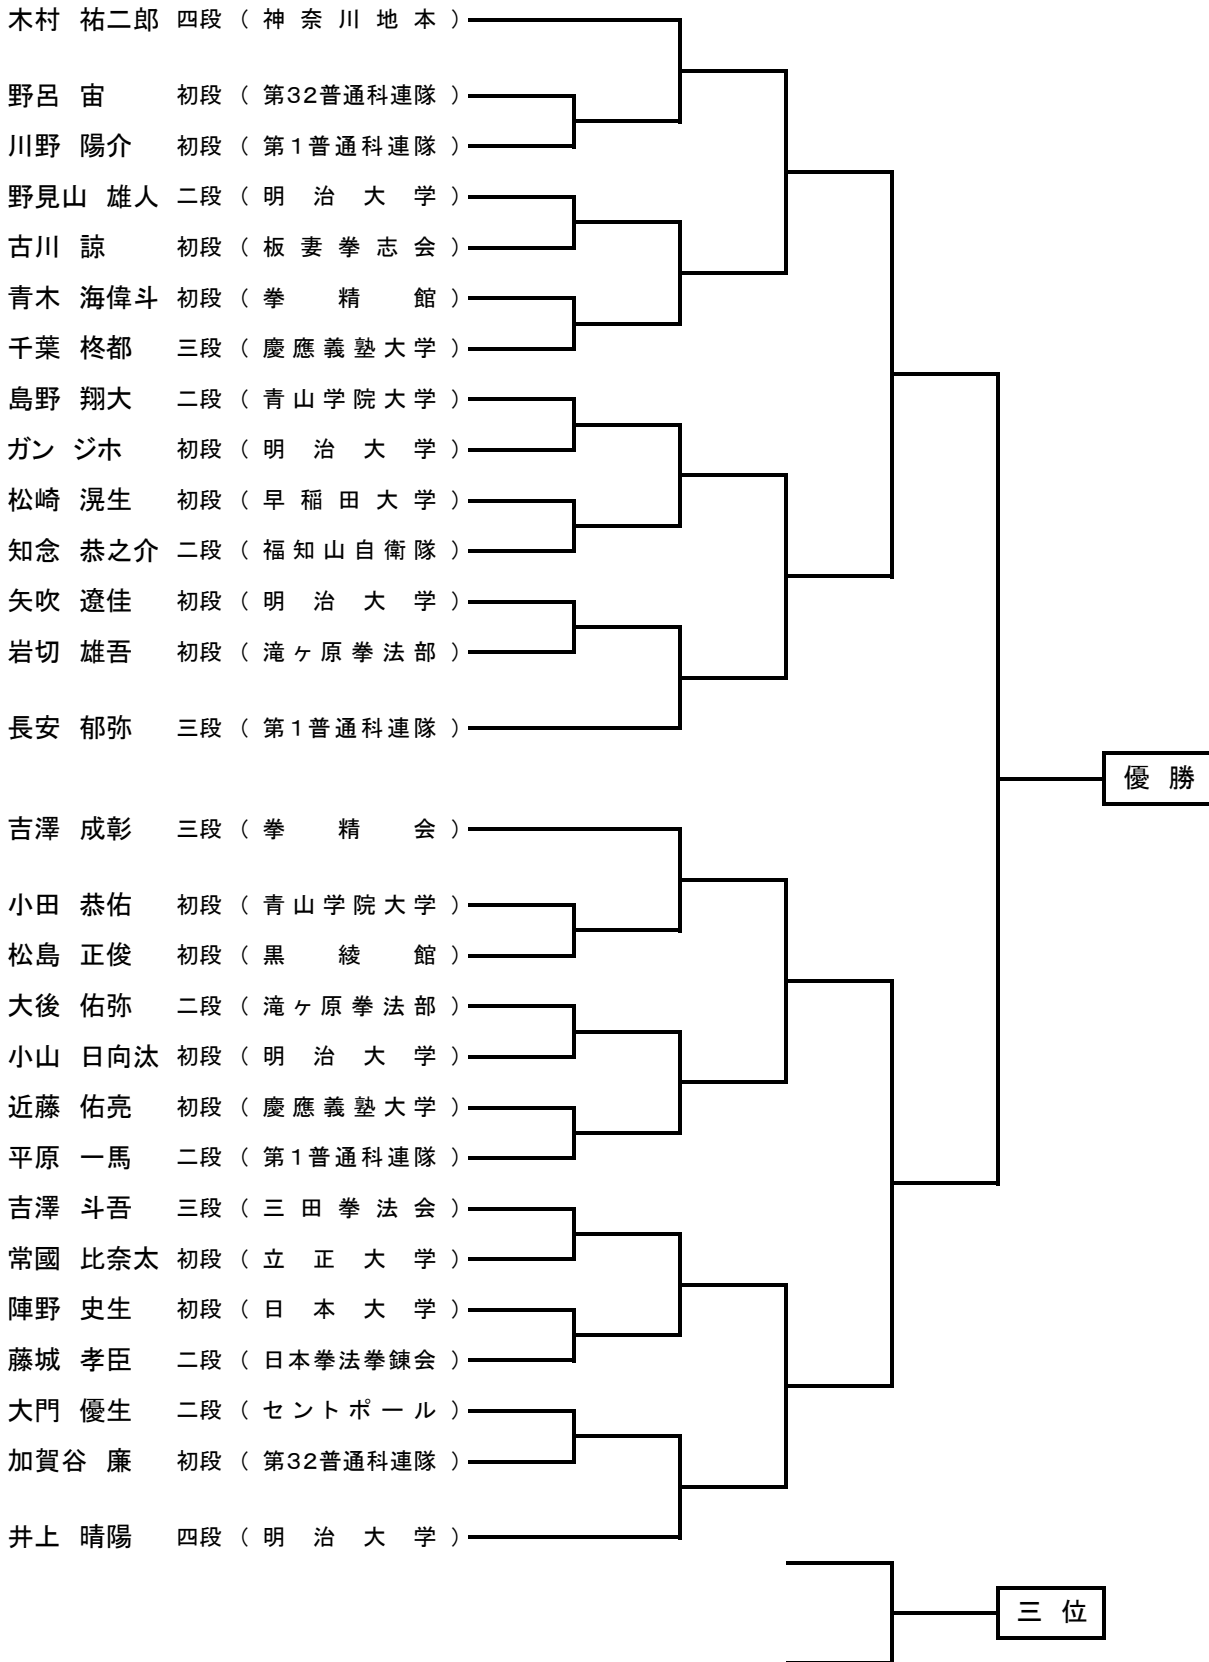 木村 祐二郎 四段 （ 神奈川地本 ）
野呂 宙 初段 （ 第32普通科連隊 ）
川野 陽介 初段 （ 第1普通科連隊 ）
野見山 雄人 二段 （ 明治大学 ）
古川 諒 初段 （ 板妻拳志会 ）
青木 海偉斗 初段 （ 拳精館 ）
千葉 柊都 三段 （ 慶應義塾大学 ）
島野 翔大 二段 （ 青山学院大学 ）
ガン ジホ 初段 （ 明治大学 ）
松崎 滉生 初段 （ 早稲田大学 ）
知念 恭之介 二段 （ 福知山自衛隊 ）
矢吹 遼佳 初段 （ 明治大学 ）
岩切 雄吾 初段 （ 滝ヶ原拳法部 ）
長安 郁弥 三段 （ 第1普通科連隊 ）
優勝
吉澤 成彰 三段 （ 拳精会 ）
小田 恭佑 初段 （ 青山学院大学 ）
松島 正俊 初段 （ 黒綾館 ）
大後 佑弥 二段 （ 滝ヶ原拳法部 ）
小山 日向汰 初段 （ 明治大学 ）
近藤 佑亮 初段 （ 慶應義塾大学 ）
平原 一馬 二段 （ 第1普通科連隊 ）
吉澤 斗吾 三段 （ 三田拳法会 ）
常國 比奈太 初段 （ 立正大学 ）
陣野 史生 初段 （ 日本大学 ）
藤城 孝臣 二段 （ 日本拳法拳錬会 ）
大門 優生 二段 （ セントポール ）
加賀谷 廉 初段 （ 第32普通科連隊 ）
井上 晴陽 四段 （ 明治大学 ）
三位